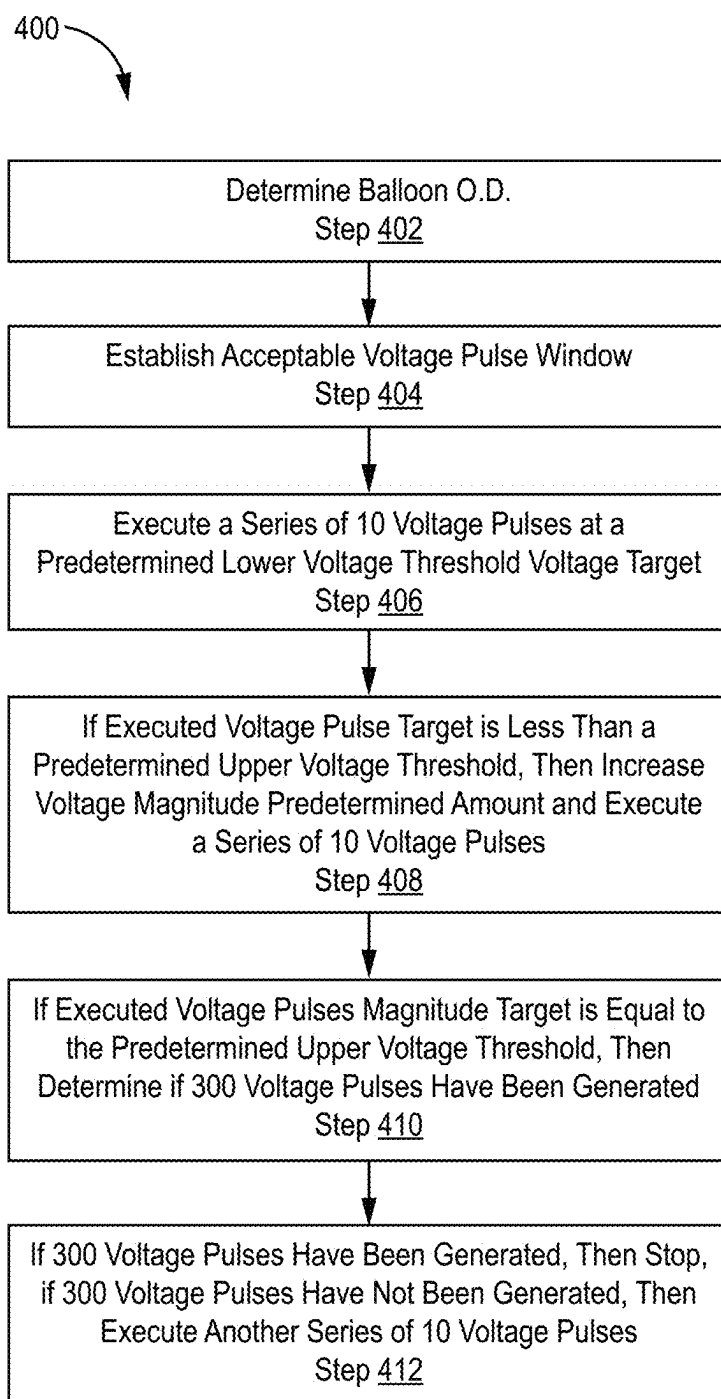 400
Determine Balloon O.D.
Step 402
Establish Acceptable Voltage Pulse Window
Step 404
Execute a Series of 10 Voltage Pulses at a
Predetermined Lower Voltage Threshold Voltage Target
Step 406
If Executed Voltage Pulse Target is Less Than a
Predetermined Upper Voltage Threshold, Then Increase
Voltage Magnitude Predetermined Amount and Execute
a Series of 10 Voltage Pulses
Step 408
If Executed Voltage Pulses Magnitude Target is Equal to
the Predetermined Upper Voltage Threshold, Then
Determine if 300 Voltage Pulses Have Been Generated
Step 410
If 300 Voltage Pulses Have Been Generated, Then Stop,
if 300 Voltage Pulses Have Not Been Generated, Then
Execute Another Series of 10 Voltage Pulses
Step 412